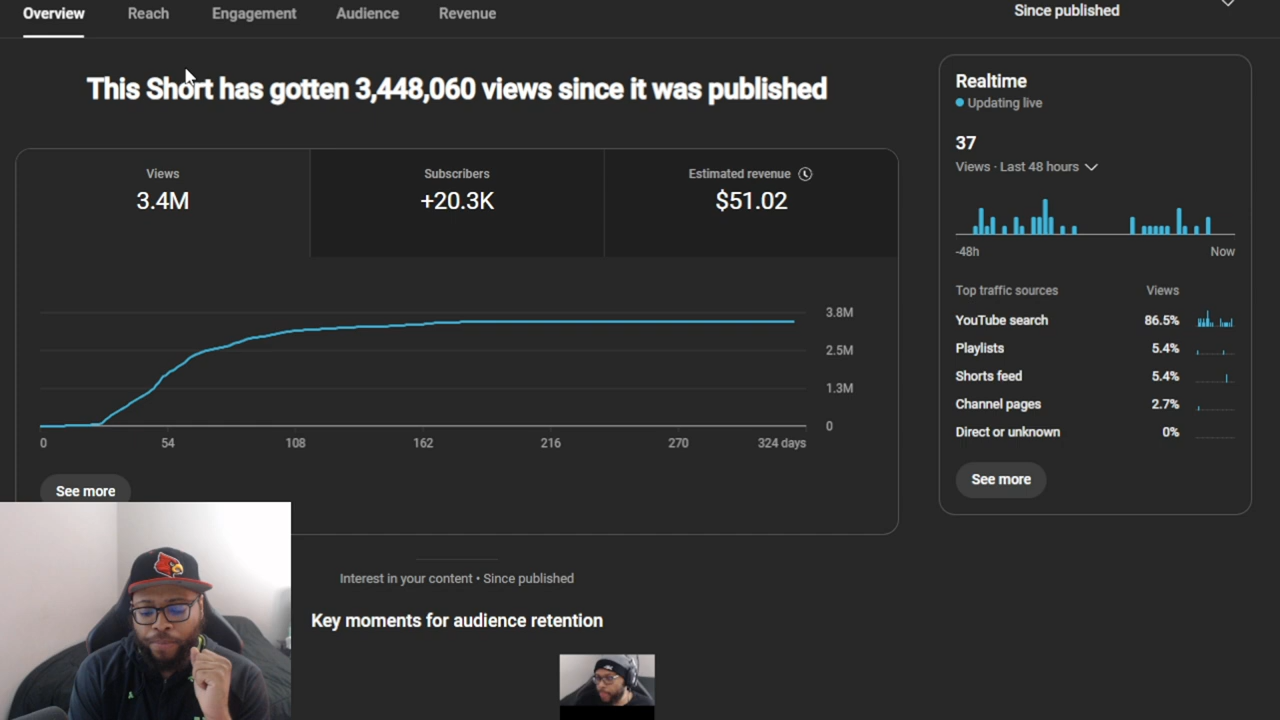 Overview Reach Engagement Audience Revenue
Since published
This Short has gotten 3,448,060 views since it was published
Views
3.4M
Subscribers
+20.3K
Estimated revenue
$51.02
3.8M
2.5M
1.3M
0
0 54 108 162 216 270 324 days
See more
Interest in your content • Since published
Key moments for audience retention
Realtime
Updating live
37
Views · Last 48 hours
-48h Now
Top traffic sources Views
YouTube search 86.5%
Playlists 5.4%
Shorts feed 5.4%
Channel pages 2.7%
Direct or unknown 0%
See more